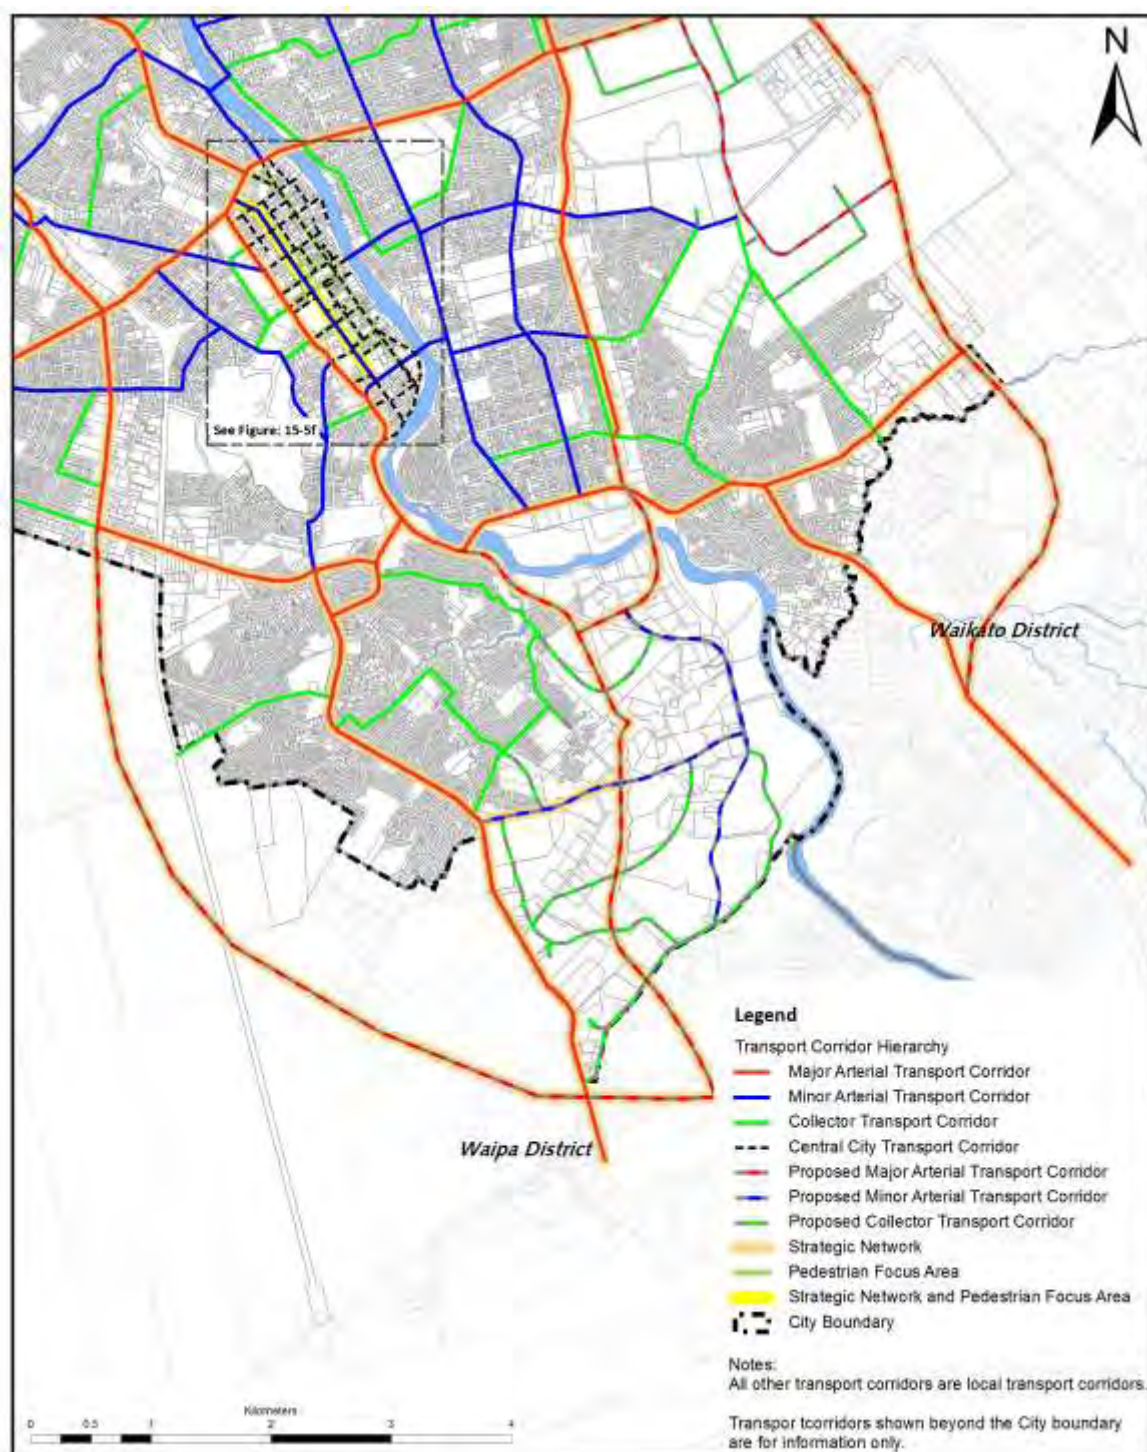 N
See Figure: 15-5f
Waikato District
Waipa District
Legend
Transport Corridor Hierarchy
Major Arterial Transport Corridor
Minor Arterial Transport Corridor
Collector Transport Corridor
Central City Transport Corridor
Proposed Major Arterial Transport Corridor
Proposed Minor Arterial Transport Corridor
Proposed Collector Transport Corridor
Strategic Network
Pedestrian Focus Area
Strategic Network and Pedestrian Focus Area
City Boundary
Notes:
All other transport corridors are local transport corridors.
Transpor tcorridors shown beyond the City boundary
are for information only.
Kilometers
0 0.5 1 2 3 4